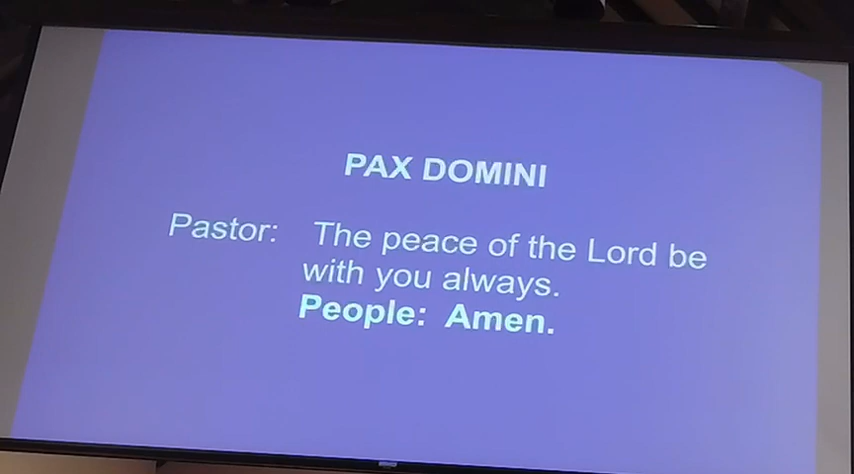 PAX DOMINI
Pastor: The peace of the Lord be
with you always.
People: Amen.